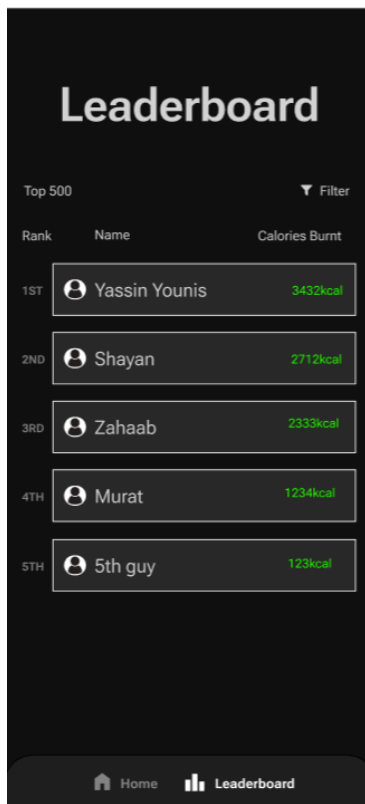 Leaderboard
Top 500 Filter
Rank Name Calories Burnt
1ST Yassin Younis 3432kcal
2ND Shayan 2712kcal
3RD Zahaab 2333kcal
4TH Murat 1234kcal
5TH 5th guy 123kcal
Home Leaderboard